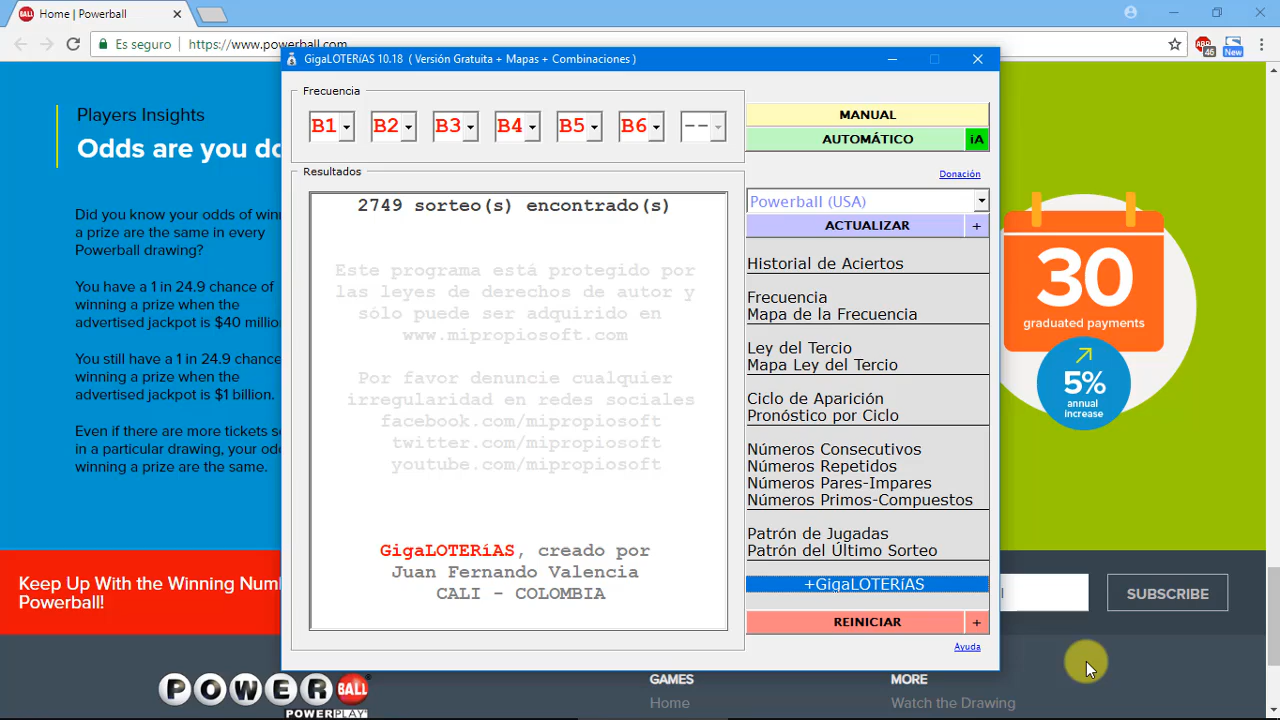 Home | Powerball
Es seguro
https://www.powerball.com
46
New
Players Insights
Odds are you do
Did you know your odds of winn
a prize are the same in every
Powerball drawing?
You have a 1 in 24.9 chance of
winning a prize when the
advertised jackpot is $40 millio
You still have a 1 in 24.9 chance
winning a prize when the
advertised jackpot is $1 billion.
Even if there are more tickets s
in a particular drawing, your od
winning a prize are the same.
Keep Up With the Winning Num
Powerball!
POWERBALL
POWERPLAY
GigaLOTERíAS 10.18 ( Versión Gratuita + Mapas + Combinaciones )
Frecuencia
B1 B2 B3 B4 B5 B6 --
Resultados
2749 sorteo(s) encontrado(s)
Este programa está protegido por
las leyes de derechos de autor y
sólo puede ser adquirido en
www.mipropiosoft.com
Por favor denuncie cualquier
irregularidad en redes sociales
facebook.com/mipropiosoft
twitter.com/mipropiosoft
youtube.com/mipropiosoft
GigaLOTERíAS, creado por
Juan Fernando Valencia
CALI - COLOMBIA
MANUAL
AUTOMÁTICO iA
Donación
Powerball (USA)
ACTUALIZAR +
Historial de Aciertos
Frecuencia
Mapa de la Frecuencia
Ley del Tercio
Mapa Ley del Tercio
Ciclo de Aparición
Pronóstico por Ciclo
Números Consecutivos
Números Repetidos
Números Pares-Impares
Números Primos-Compuestos
Patrón de Jugadas
Patrón del Último Sorteo
+GigaLOTERíAS
REINICIAR +
Ayuda
30
graduated payments
5%
annual
increase
SUBSCRIBE
GAMES
Home
MORE
Watch the Drawing